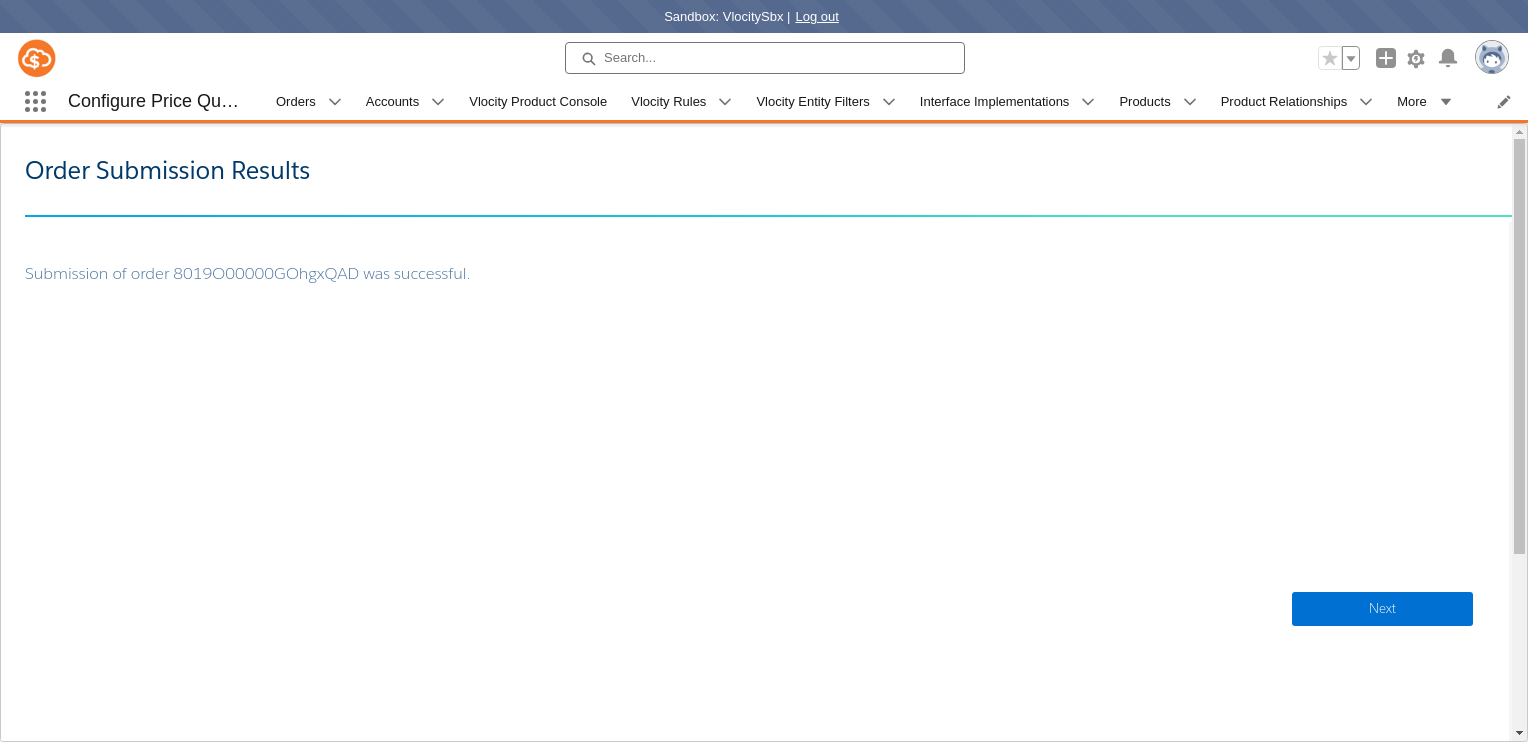 Sandbox: VlocitySbx | Log out
Search...
Configure Price Qu…
Orders
Accounts
Vlocity Product Console
Vlocity Rules
Vlocity Entity Filters
Interface Implementations
Products
Product Relationships
More
Order Submission Results
Submission of order 8019O00000GOhgxQAD was successful.
Next